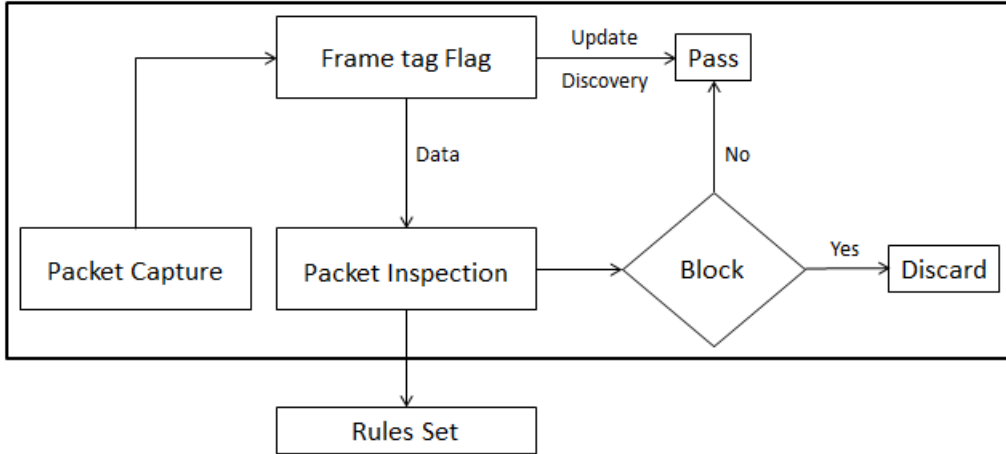 Frame tag Flag
Update
Discovery
Pass
Data
No
Packet Capture
Packet Inspection
Block
Yes
Discard
Rules Set